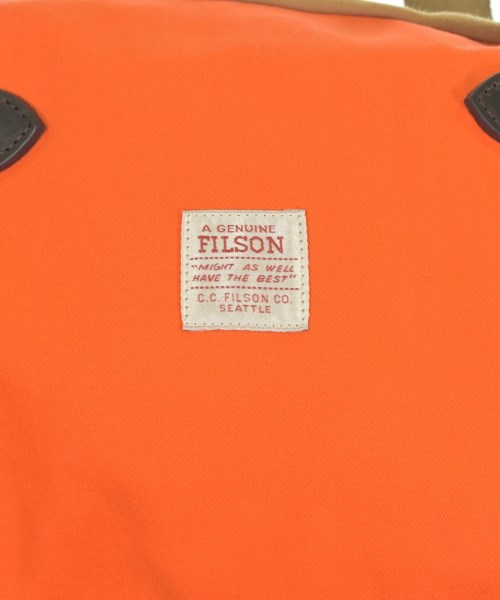 A GENUINE
FILSON
"MIGHT AS WELL
HAVE THE BEST"
C.C. FILSON CO.
SEATTLE